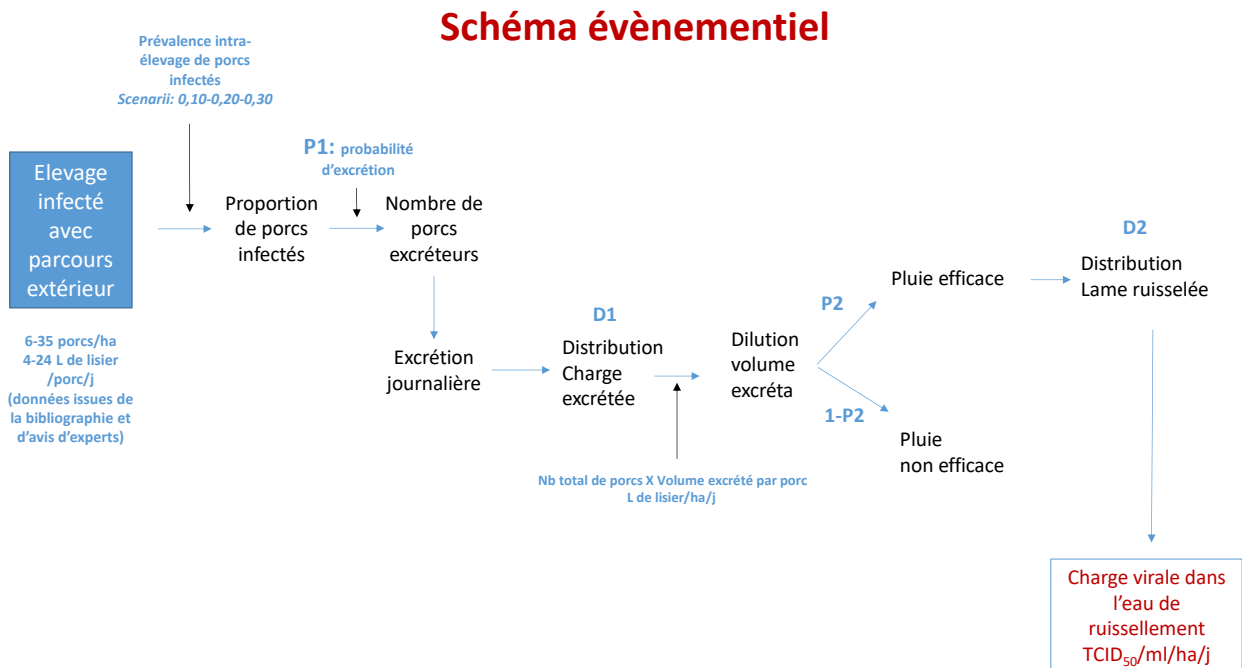 Schéma évènementiel
Prévalence intra-
élevage de porcs
infectés
Scenarii: 0,10-0,20-0,30
P1: probabilité
d’excrétion
Elevage
infecté
avec
parcours
extérieur
Proportion
de porcs
infectés
Nombre de
porcs
excréteurs
6-35 porcs/ha
4-24 L de lisier
/porc/j
(données issues de
la bibliographie et
d’avis d’experts)
Excrétion
journalière
D1
Distribution
Charge
excrétée
Nb total de porcs X Volume excrété par porc
L de lisier/ha/j
Dilution
volume
excréta
P2
1-P2
Pluie efficace
Pluie
non efficace
D2
Distribution
Lame ruisselée
Charge virale dans
l’eau de
ruissellement
TCID₅₀/ml/ha/j